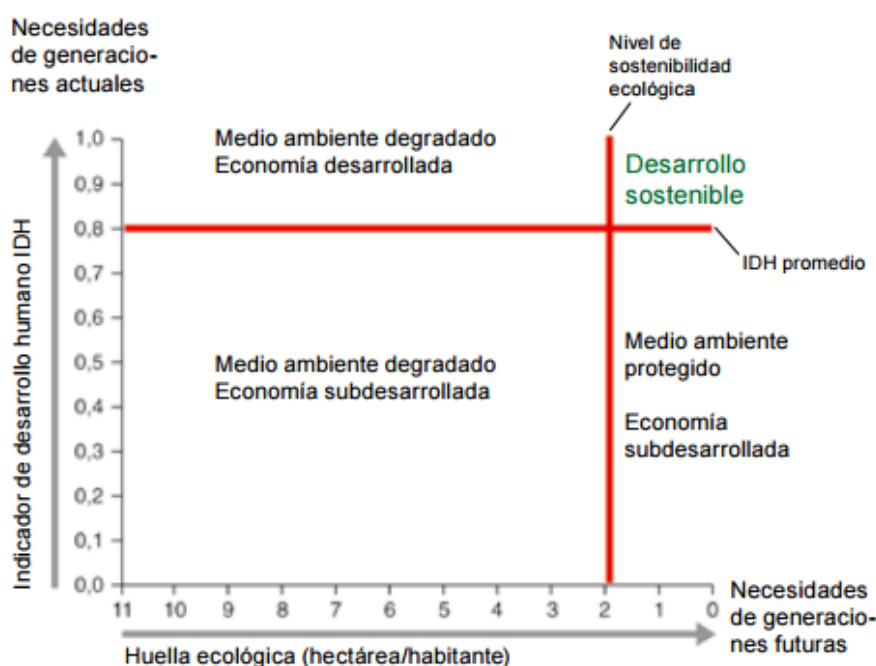 Necesidades
de generacio-
nes actuales
Nivel de
sostenibilidad
ecológica
Medio ambiente degradado
Economía desarrollada
Desarrollo
sostenible
IDH promedio
Medio ambiente degradado
Economía subdesarrollada
Medio ambiente
protegido
Economía
subdesarrollada
Indicador de desarrollo humano IDH
1,0
0,9
0,8
0,7
0,6
0,5
0,4
0,3
0,2
0,1
0,0
11 10 9 8 7 6 5 4 3 2 1 0
Necesidades
de generacio-
nes futuras
Huella ecológica (hectárea/habitante)